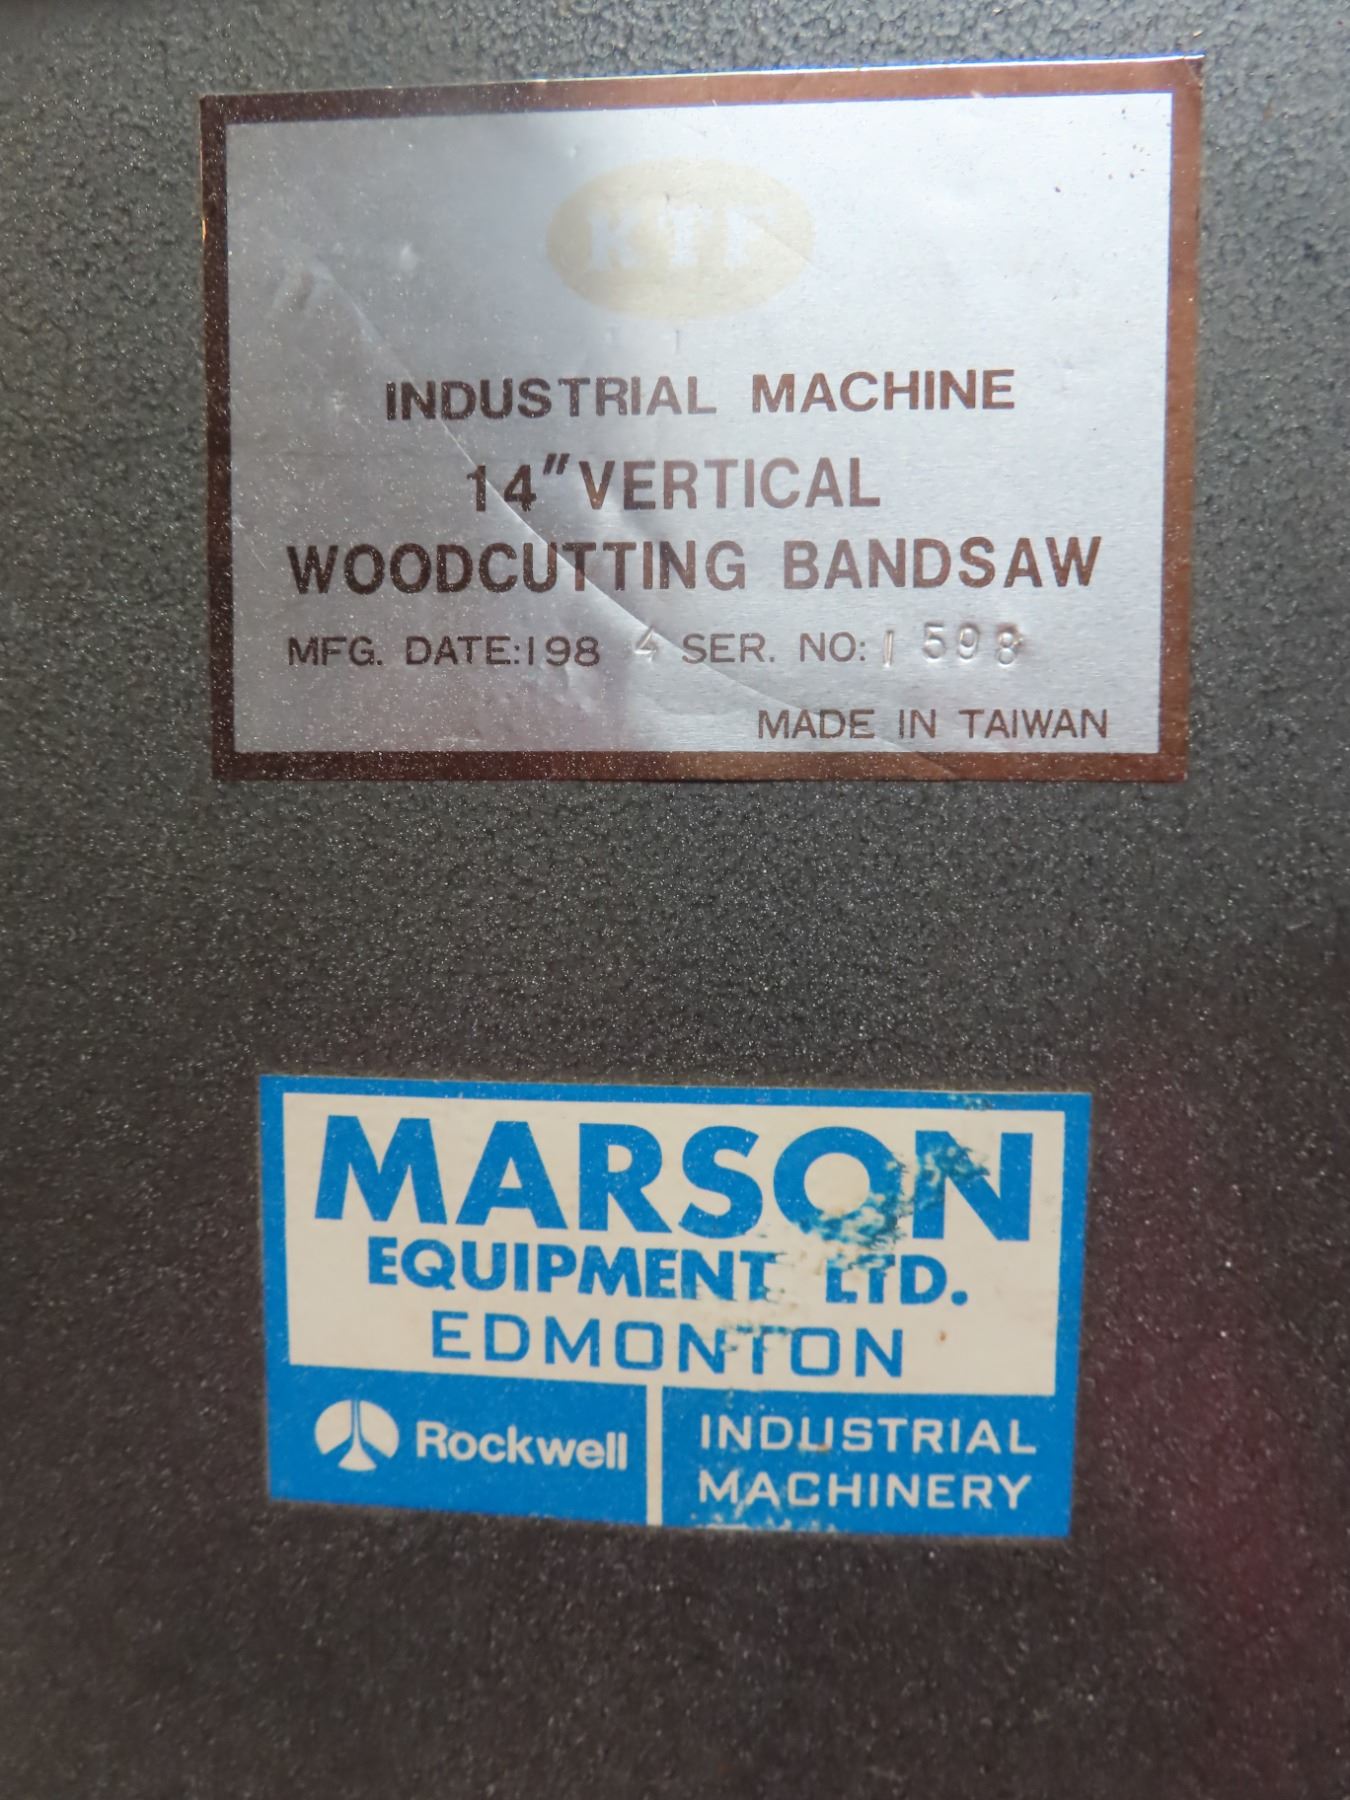 KTF
INDUSTRIAL MACHINE
14" VERTICAL
WOODCUTTING BANDSAW
MFG. DATE:198 4 SER. NO: 1598
MADE IN TAIWAN
MARSON
EQUIPMENT LTD.
EDMONTON
Rockwell
INDUSTRIAL
MACHINERY